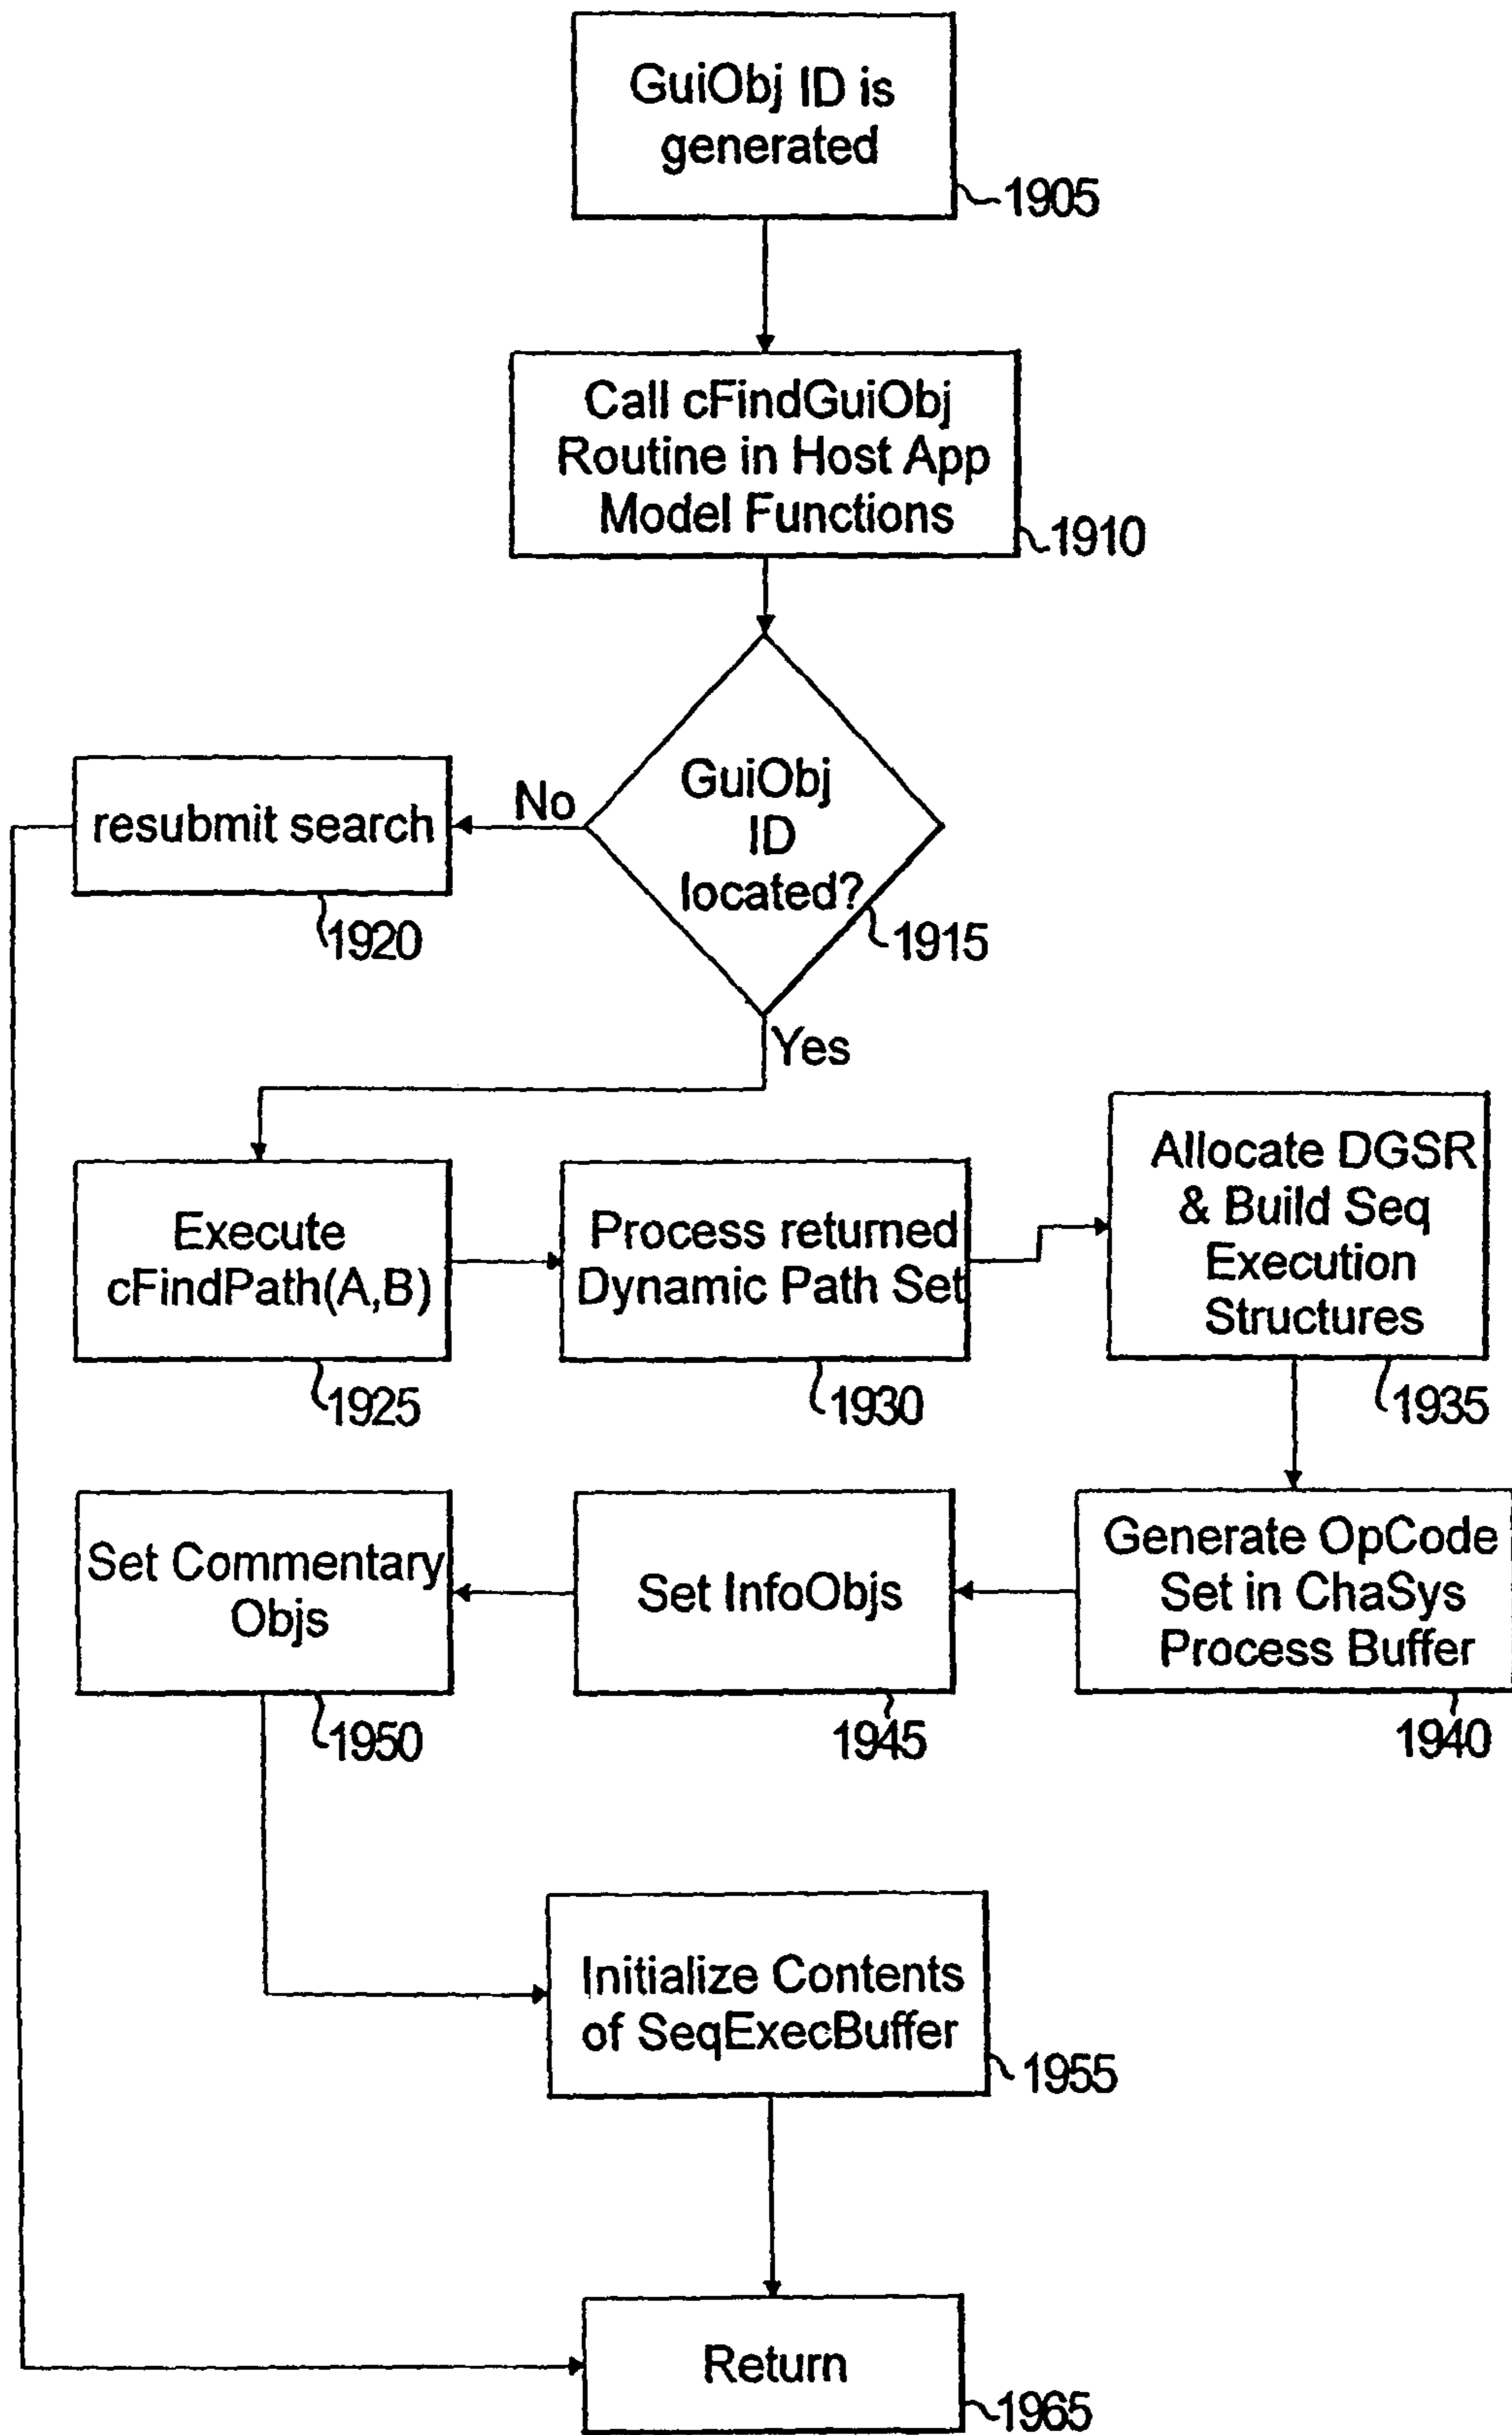 GuiObj ID is
generated
1905
Call cFindGuiObj
Routine in Host App
Model Functions
1910
GuiObj
ID
located?
1915
No
resubmit search
1920
Yes
Execute
cFindPath(A,B)
1925
Process returned
Dynamic Path Set
1930
Allocate DGSR
& Build Seq
Execution
Structures
1935
Generate OpCode
Set in ChaSys
Process Buffer
1940
Set InfoObjs
1945
Set Commentary
Objs
1950
Initialize Contents
of SeqExecBuffer
1955
Return
1965